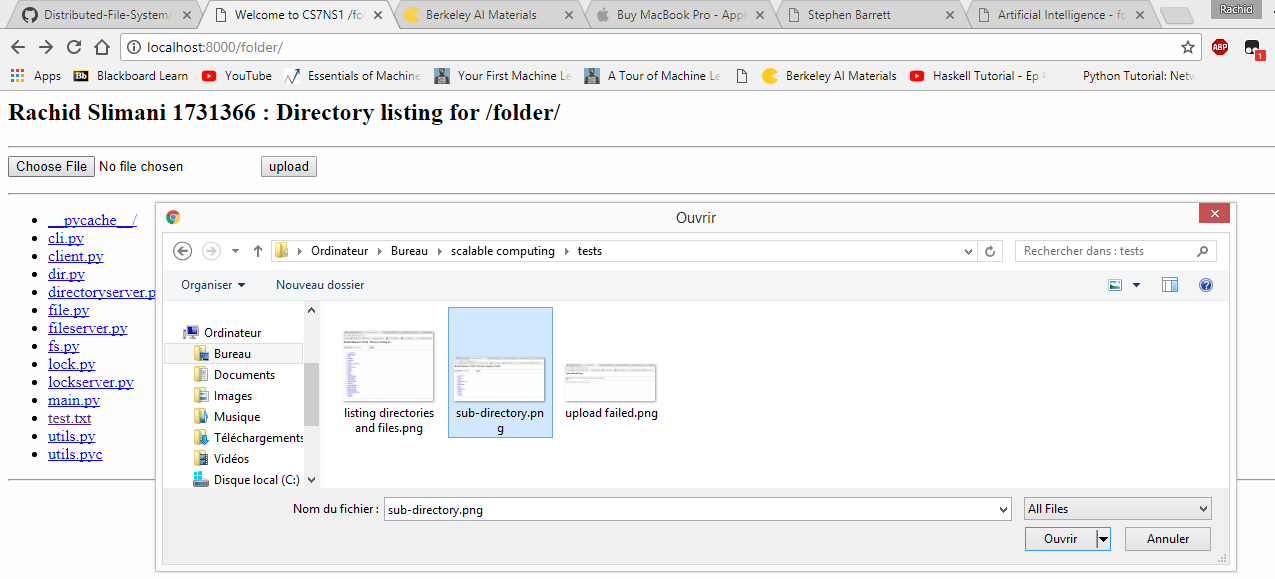 Distributed-File-System/
Welcome to CS7NS1 /fol
Berkeley AI Materials
Buy MacBook Pro - Appl
Stephen Barrett
Artificial Intelligence - fo
Rachid
localhost:8000/folder/
ABP
1
Apps
Bb
Blackboard Learn
YouTube
Essentials of Machine
Your First Machine Le
A Tour of Machine Le
Berkeley AI Materials
Haskell Tutorial - Ep #
Python Tutorial: Netw
Rachid Slimani 1731366 : Directory listing for /folder/
Choose File No file chosen upload
__pycache__/
cli.py
client.py
dir.py
directoryserver.p
file.py
fileserver.py
fs.py
lock.py
lockserver.py
main.py
test.txt
utils.py
utils.pyc
Ouvrir
Ordinateur
Bureau
scalable computing
tests
Rechercher dans : tests
Organiser
Nouveau dossier
Ordinateur
Bureau
Documents
Images
Musique
Téléchargements
Vidéos
Disque local (C:)
listing directories
and files.png
sub-directory.pn
g
upload failed.png
Nom du fichier :
sub-directory.png
All Files
Ouvrir
Annuler